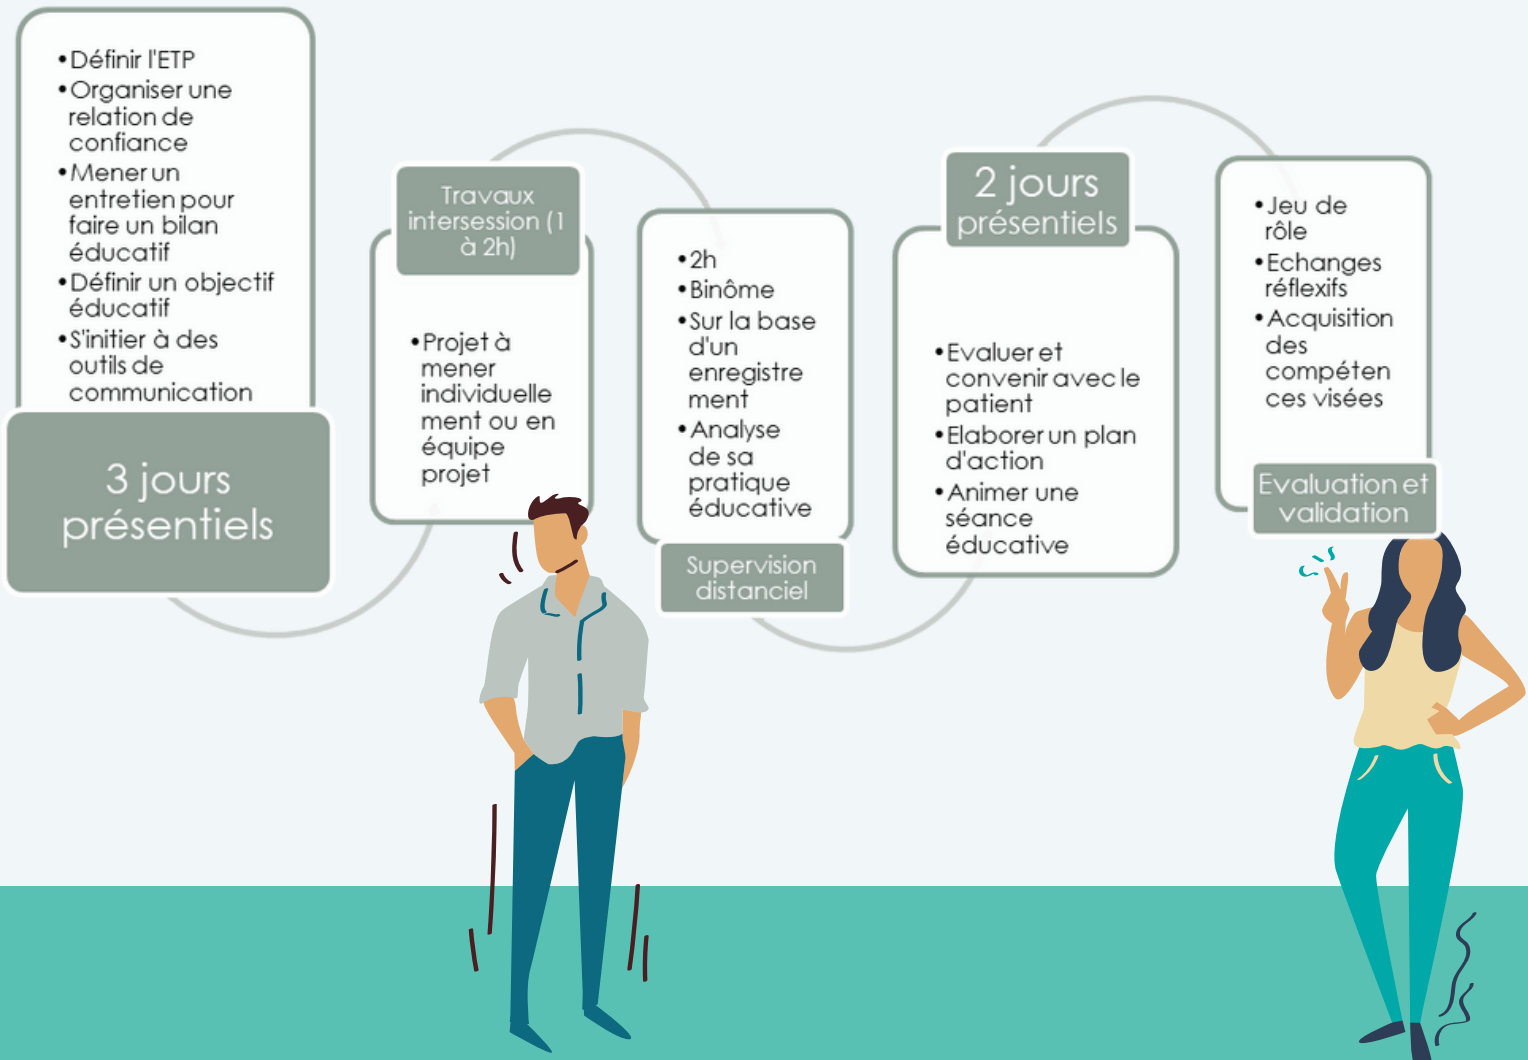 •Définir l'ETP
•Organiser une
relation de
confiance
•Mener un
entretien pour
faire un bilan
éducatif
•Définir un objectif
éducatif
•S'initier à des
outils de
communication
3 jours
présentiels
Travaux
intersession (1
à 2h)
•Projet à
mener
individuelle
ment ou en
équipe
projet
•2h
•Binôme
•Sur la base
d'un
enregistre
ment
•Analyse
de sa
pratique
éducative
Supervision
distanciel
2 jours
présentiels
•Evaluer et
convenir avec le
patient
•Elaborer un plan
d'action
•Animer une
séance
éducative
•Jeu de
rôle
•Echanges
réflexifs
•Acquisition
des
compéten
ces visées
Evaluation et
validation